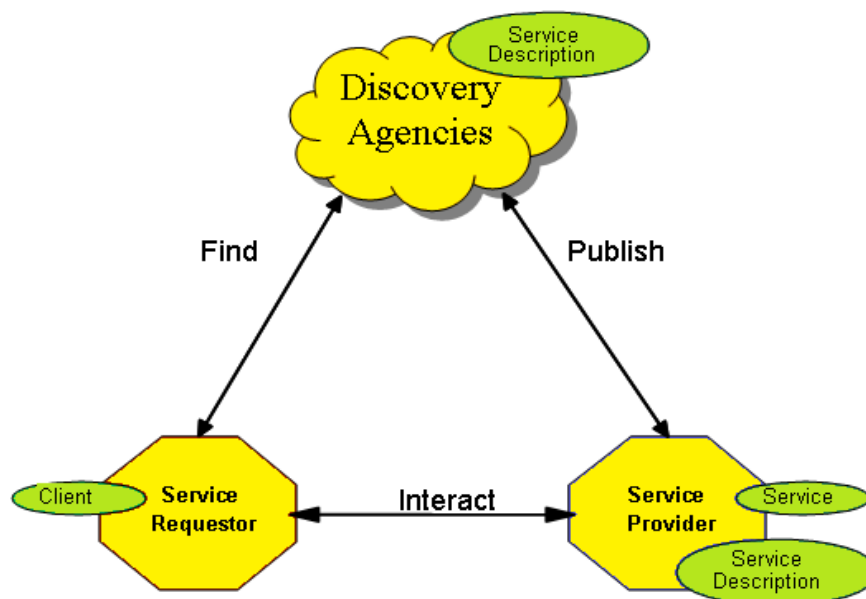 Service
Description
Discovery
Agencies
Find
Publish
Client
Service
Requestor
Interact
Service
Provider
Service
Service
Description